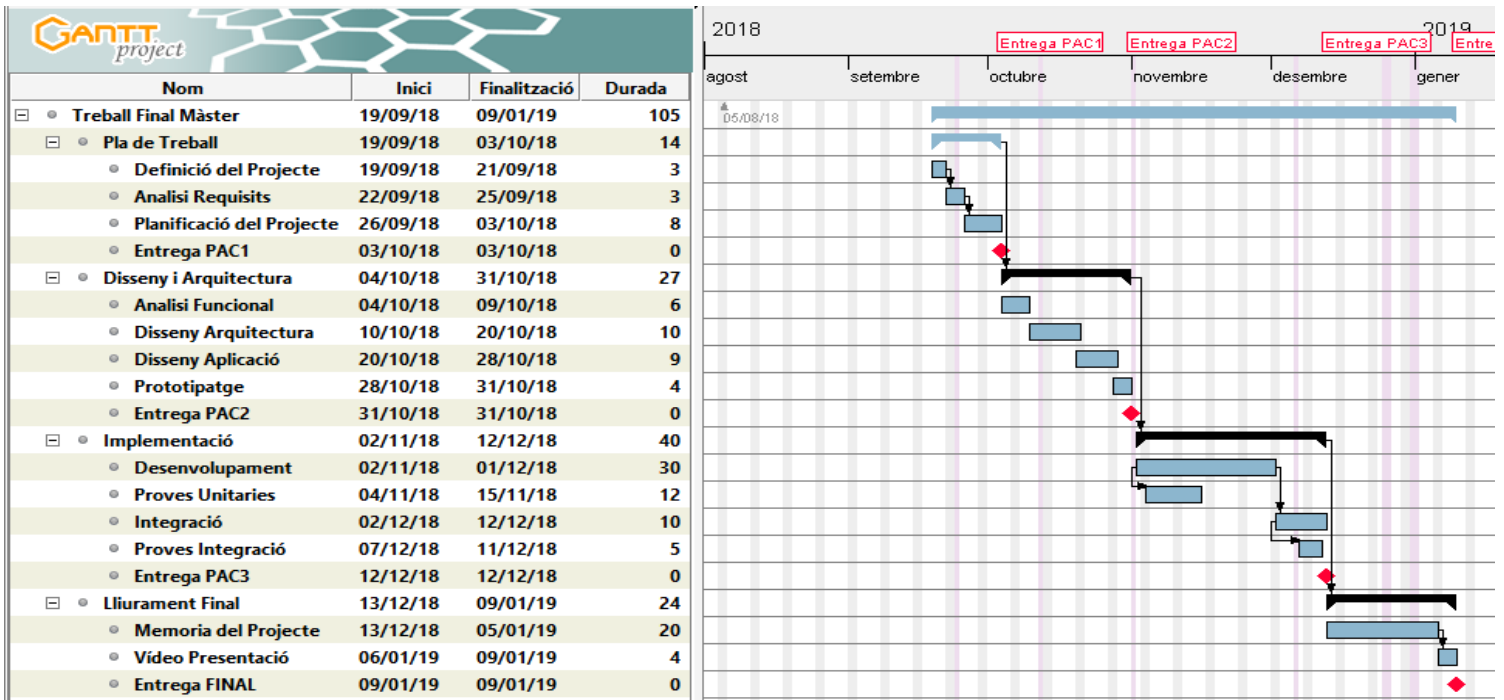 GANTT
project
Nom Inici Finalització Durada
Treball Final Màster 19/09/18 09/01/19 105
Pla de Treball 19/09/18 03/10/18 14
Definició del Projecte 19/09/18 21/09/18 3
Analisi Requisits 22/09/18 25/09/18 3
Planificació del Projecte 26/09/18 03/10/18 8
Entrega PAC1 03/10/18 03/10/18 0
Disseny i Arquitectura 04/10/18 31/10/18 27
Analisi Funcional 04/10/18 09/10/18 6
Disseny Arquitectura 10/10/18 20/10/18 10
Disseny Aplicació 20/10/18 28/10/18 9
Prototipatge 28/10/18 31/10/18 4
Entrega PAC2 31/10/18 31/10/18 0
Implementació 02/11/18 12/12/18 40
Desenvolupament 02/11/18 01/12/18 30
Proves Unitaries 04/11/18 15/11/18 12
Integració 02/12/18 12/12/18 10
Proves Integració 07/12/18 11/12/18 5
Entrega PAC3 12/12/18 12/12/18 0
Lliurament Final 13/12/18 09/01/19 24
Memoria del Projecte 13/12/18 05/01/19 20
Vídeo Presentació 06/01/19 09/01/19 4
Entrega FINAL 09/01/19 09/01/19 0
2018 2019
Entrega PAC1 Entrega PAC2 Entrega PAC3 Entre
agost setembre octubre novembre desembre gener
05/08/18